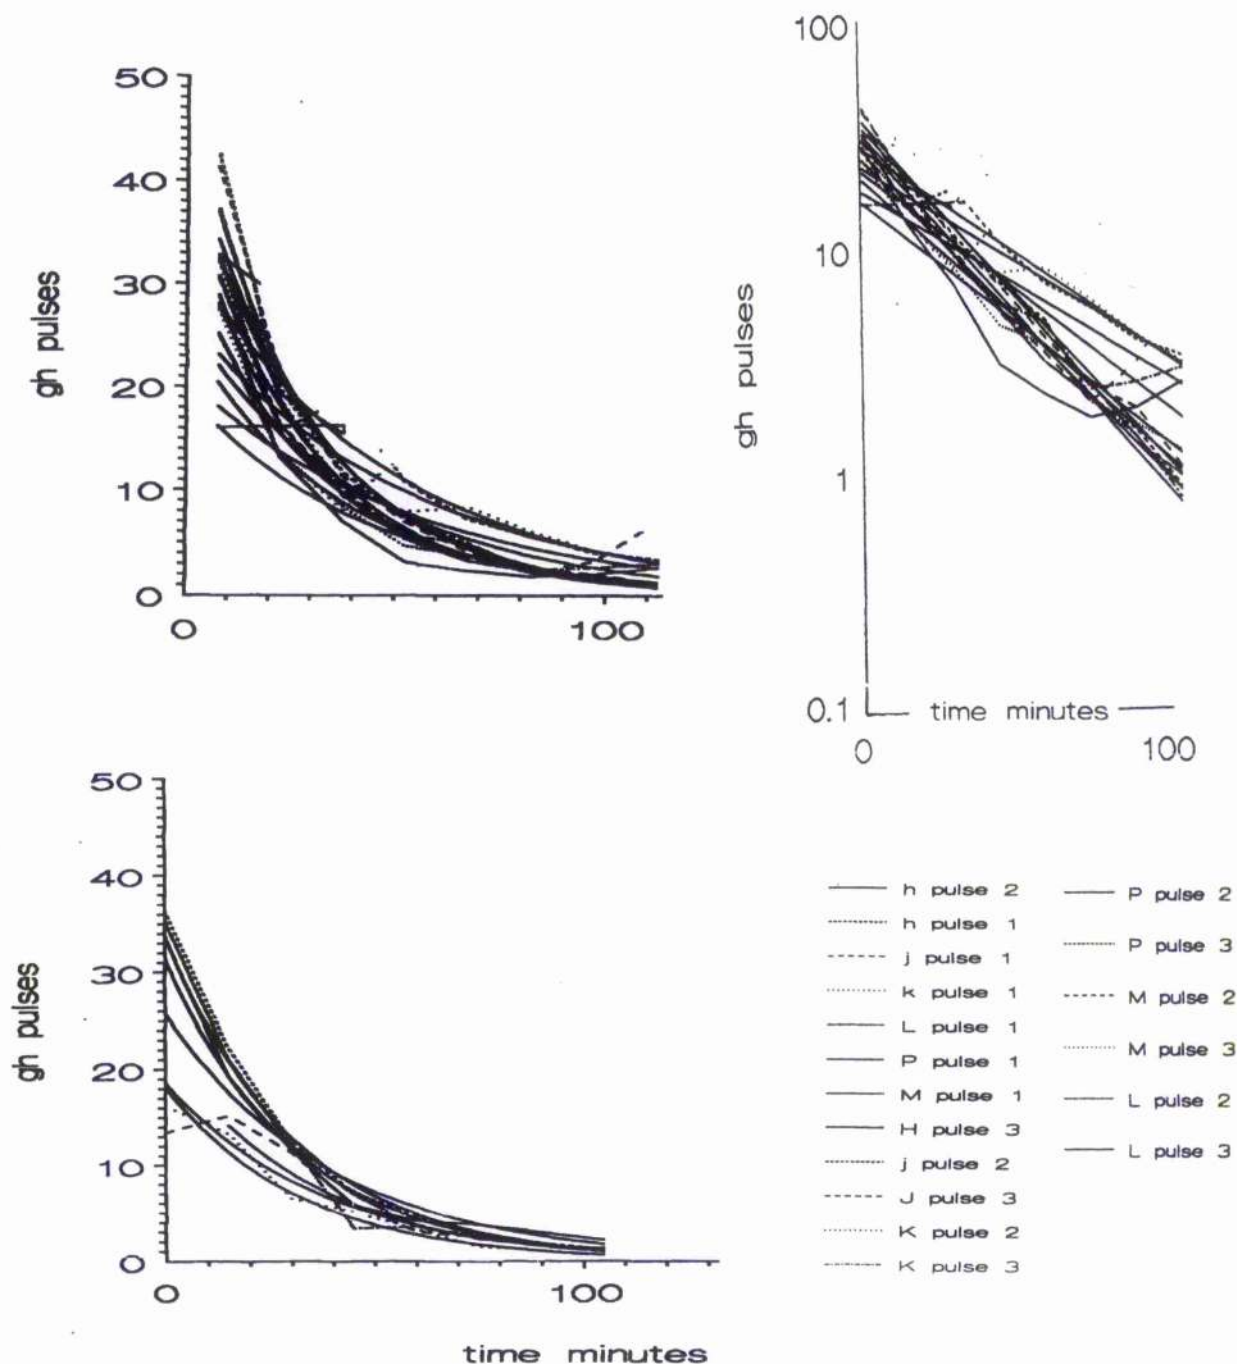 50
40
30
20
10
0
gh pulses
0 100
100
10
1
0.1
gh pulses
time minutes
0 100
50
40
30
20
10
0
gh pulses
0 100
time minutes
h pulse 2
h pulse 1
j pulse 1
k pulse 1
L pulse 1
P pulse 1
M pulse 1
H pulse 3
j pulse 2
J pulse 3
K pulse 2
K pulse 3
P pulse 2
P pulse 3
M pulse 2
M pulse 3
L pulse 2
L pulse 3